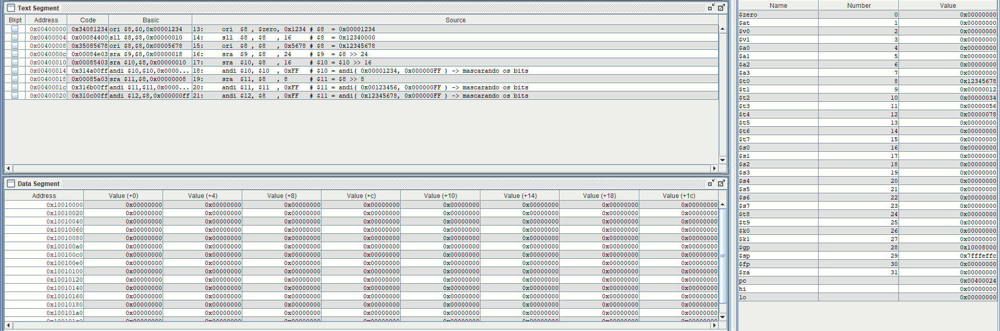 Text Segment
Bkpt Address Code Basic Source
0x00400000 0x34081234 ori $8,$0,0x00001234 13: ori $8 , $zero, 0x1234 # $8 = 0x00001234
0x00400004 0x00084400 sll $8,$8,0x00000010 14: sll $8 , $8 , 16 # $8 = 0x12340000
0x00400008 0x35085678 ori $8,$8,0x00005678 15: ori $8 , $8 , 0x5678 # $8 = 0x12345678
0x0040000c 0x00084e03 sra $9,$8,0x00000018 16: sra $9 , $8 , 24 # $9 = $8 >> 24
0x00400010 0x00085403 sra $10,$8,0x00000010 17: sra $10, $8 , 16 # $10 = $10 >> 16
0x00400014 0x314a00ff andi $10,$10,0x0000... 18: andi $10, $10 , 0xFF # $10 = andi( 0x00001234, 0x000000FF ) -> mascarando os bits
0x00400018 0x00085a03 sra $11,$8,0x00000008 19: sra $11, $8 , 8 # $11 = $8 >> 8
0x0040001c 0x316b00ff andi $11,$11,0x0000... 20: andi $11, $11 , 0xFF # $11 = andi( 0x00123456, 0x000000FF ) -> mascarando os bits
0x00400020 0x310c00ff andi $12,$8,0x000000ff 21: andi $12, $8 , 0xFF # $11 = andi( 0x12345678, 0x000000FF ) -> mascarando os bits
Data Segment
Address Value (+0) Value (+4) Value (+8) Value (+c) Value (+10) Value (+14) Value (+18) Value (+1c)
0x10010000 0x00000000 0x00000000 0x00000000 0x00000000 0x00000000 0x00000000 0x00000000 0x00000000
0x10010020 0x00000000 0x00000000 0x00000000 0x00000000 0x00000000 0x00000000 0x00000000 0x00000000
0x10010040 0x00000000 0x00000000 0x00000000 0x00000000 0x00000000 0x00000000 0x00000000 0x00000000
0x10010060 0x00000000 0x00000000 0x00000000 0x00000000 0x00000000 0x00000000 0x00000000 0x00000000
0x10010080 0x00000000 0x00000000 0x00000000 0x00000000 0x00000000 0x00000000 0x00000000 0x00000000
0x100100a0 0x00000000 0x00000000 0x00000000 0x00000000 0x00000000 0x00000000 0x00000000 0x00000000
0x100100c0 0x00000000 0x00000000 0x00000000 0x00000000 0x00000000 0x00000000 0x00000000 0x00000000
0x100100e0 0x00000000 0x00000000 0x00000000 0x00000000 0x00000000 0x00000000 0x00000000 0x00000000
0x10010100 0x00000000 0x00000000 0x00000000 0x00000000 0x00000000 0x00000000 0x00000000 0x00000000
0x10010120 0x00000000 0x00000000 0x00000000 0x00000000 0x00000000 0x00000000 0x00000000 0x00000000
0x10010140 0x00000000 0x00000000 0x00000000 0x00000000 0x00000000 0x00000000 0x00000000 0x00000000
0x10010160 0x00000000 0x00000000 0x00000000 0x00000000 0x00000000 0x00000000 0x00000000 0x00000000
0x10010180 0x00000000 0x00000000 0x00000000 0x00000000 0x00000000 0x00000000 0x00000000 0x00000000
0x100101a0 0x00000000 0x00000000 0x00000000 0x00000000 0x00000000 0x00000000 0x00000000 0x00000000
Name Number Value
$zero 0 0x00000000
$at 1 0x00000000
$v0 2 0x00000000
$v1 3 0x00000000
$a0 4 0x00000000
$a1 5 0x00000000
$a2 6 0x00000000
$a3 7 0x00000000
$t0 8 0x12345678
$t1 9 0x00000012
$t2 10 0x00000034
$t3 11 0x00000056
$t4 12 0x00000078
$t5 13 0x00000000
$t6 14 0x00000000
$t7 15 0x00000000
$s0 16 0x00000000
$s1 17 0x00000000
$s2 18 0x00000000
$s3 19 0x00000000
$s4 20 0x00000000
$s5 21 0x00000000
$s6 22 0x00000000
$s7 23 0x00000000
$t8 24 0x00000000
$t9 25 0x00000000
$k0 26 0x00000000
$k1 27 0x00000000
$gp 28 0x10008000
$sp 29 0x7fffeffc
$fp 30 0x00000000
$ra 31 0x00000000
pc 0x00400024
hi 0x00000000
lo 0x00000000